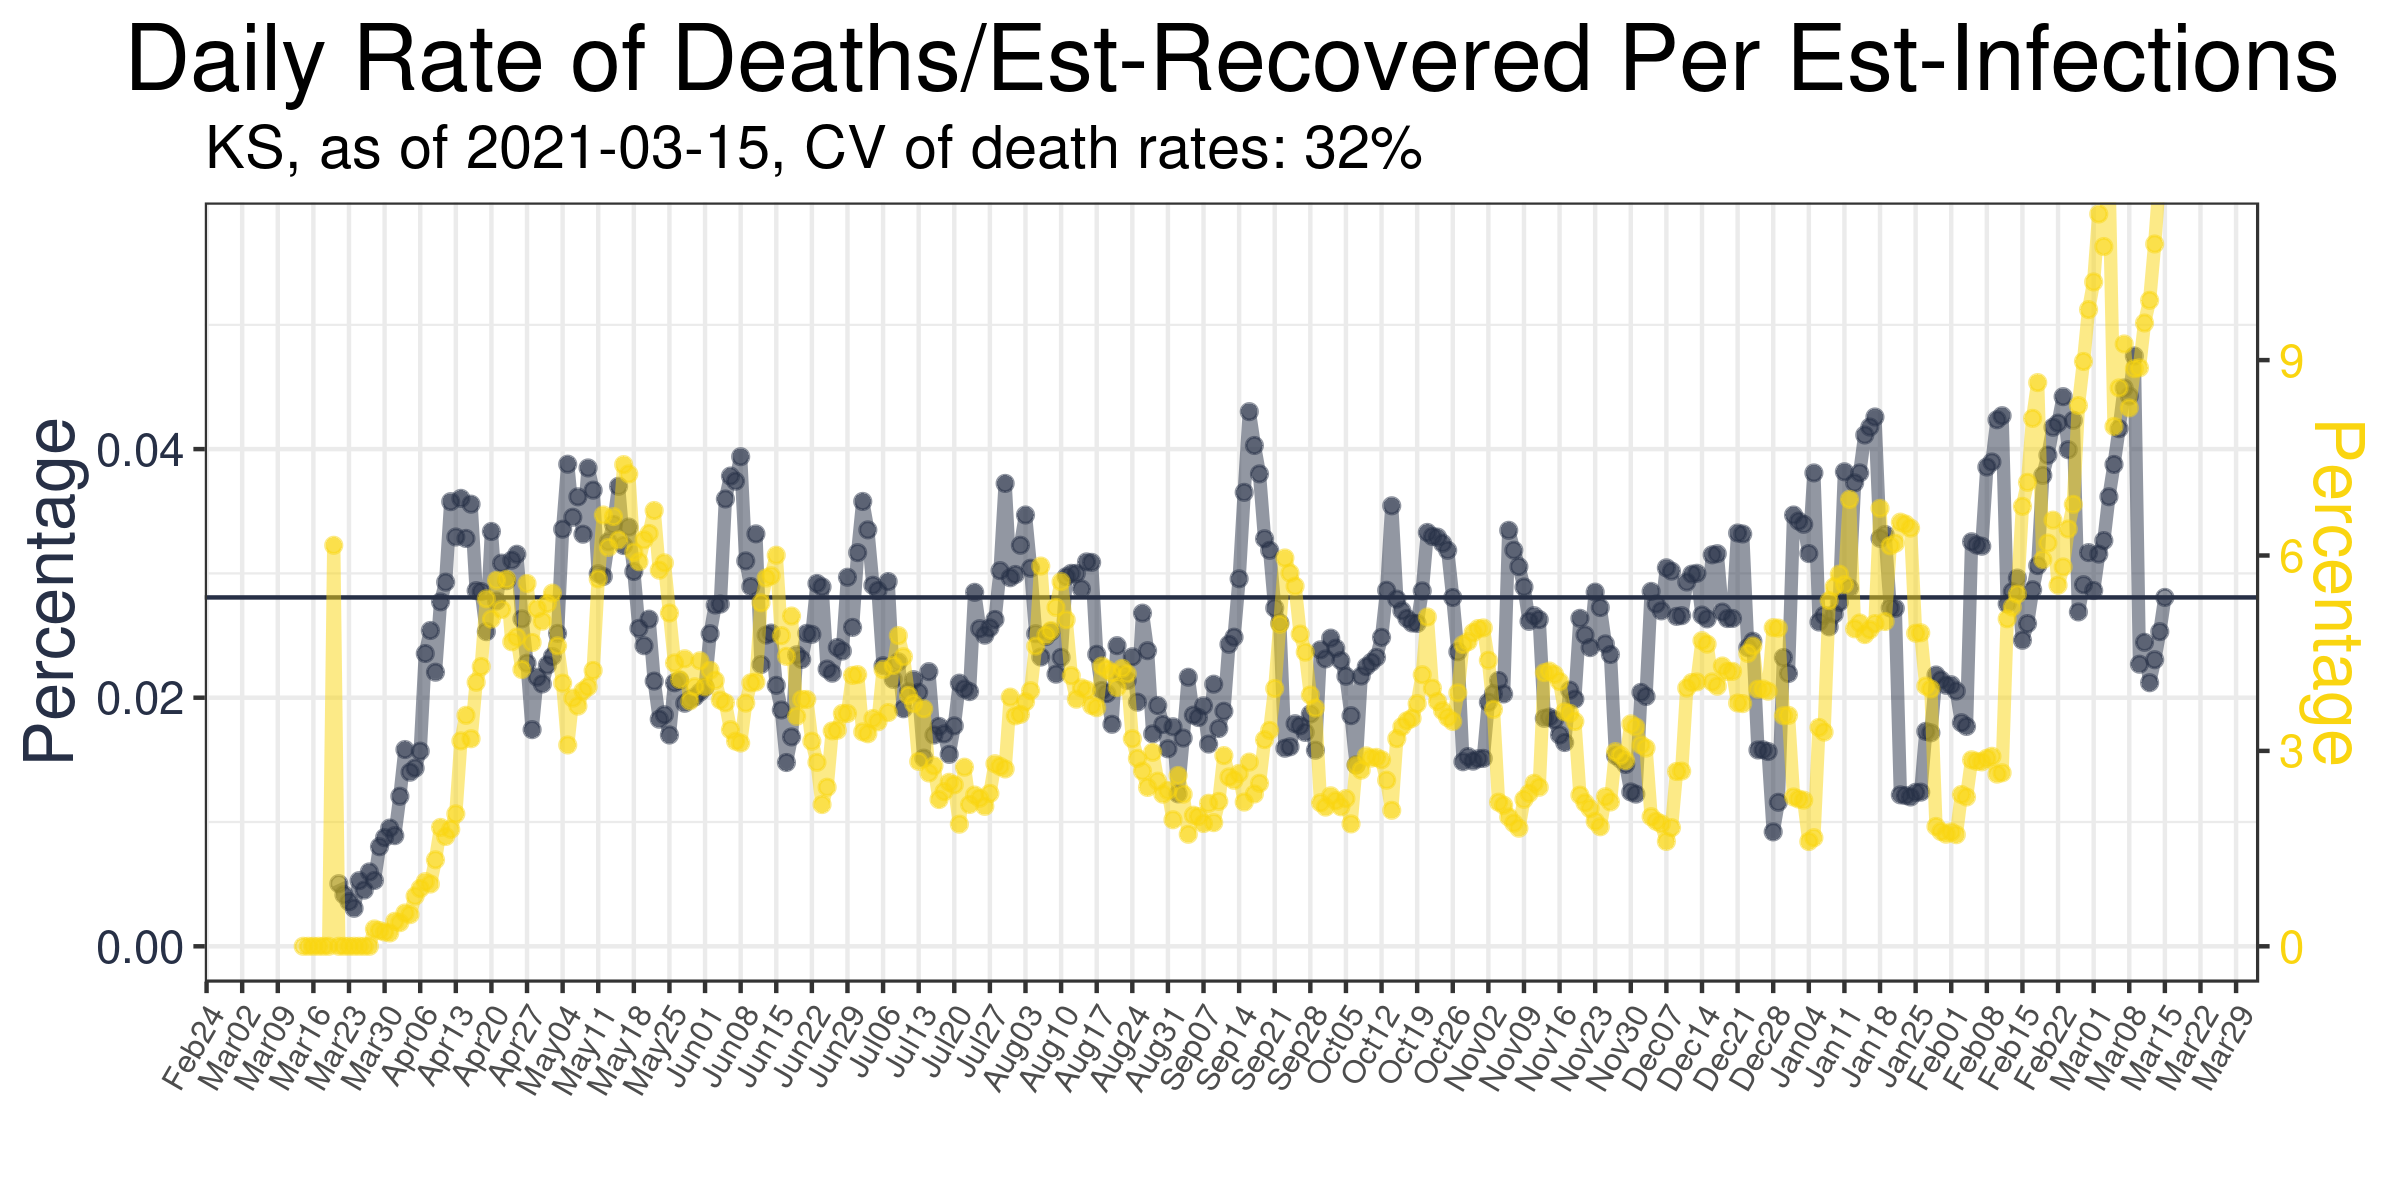 Daily Rate of Deaths/Est-Recovered Per Est-Infections
KS, as of 2021-03-15, CV of death rates: 32%
Percentage
0.04
0.02
0.00
9
6
3
0
Percentage
Feb24
Mar02
Mar09
Mar16
Mar23
Mar30
Apr06
Apr13
Apr20
Apr27
May04
May11
May18
May25
Jun01
Jun08
Jun15
Jun22
Jun29
Jul06
Jul13
Jul20
Jul27
Aug03
Aug10
Aug17
Aug24
Aug31
Sep07
Sep14
Sep21
Sep28
Oct05
Oct12
Oct19
Oct26
Nov02
Nov09
Nov16
Nov23
Nov30
Dec07
Dec14
Dec21
Dec28
Jan04
Jan11
Jan18
Jan25
Feb01
Feb08
Feb15
Feb22
Mar01
Mar08
Mar15
Mar22
Mar29